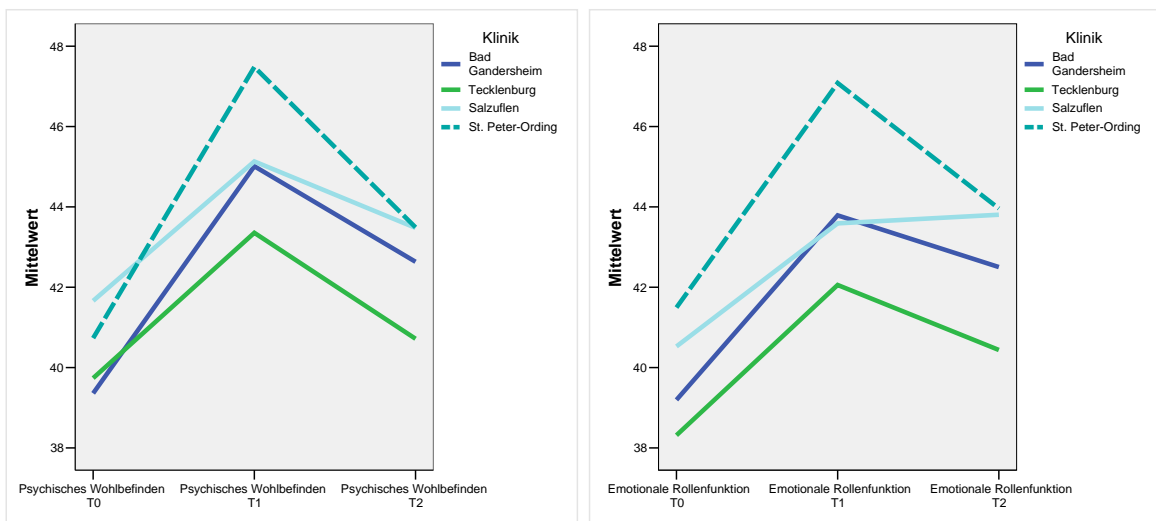 Klinik
Bad
Gandersheim
Tecklenburg
Salzuflen
St. Peter-Ording
Mittelwert
48
46
44
42
40
38
Psychisches Wohlbefinden
T0
Psychisches Wohlbefinden
T1
Psychisches Wohlbefinden
T2
Klinik
Bad
Gandersheim
Tecklenburg
Salzuflen
St. Peter-Ording
Mittelwert
48
46
44
42
40
38
Emotionale Rollenfunktion
T0
Emotionale Rollenfunktion
T1
Emotionale Rollenfunktion
T2